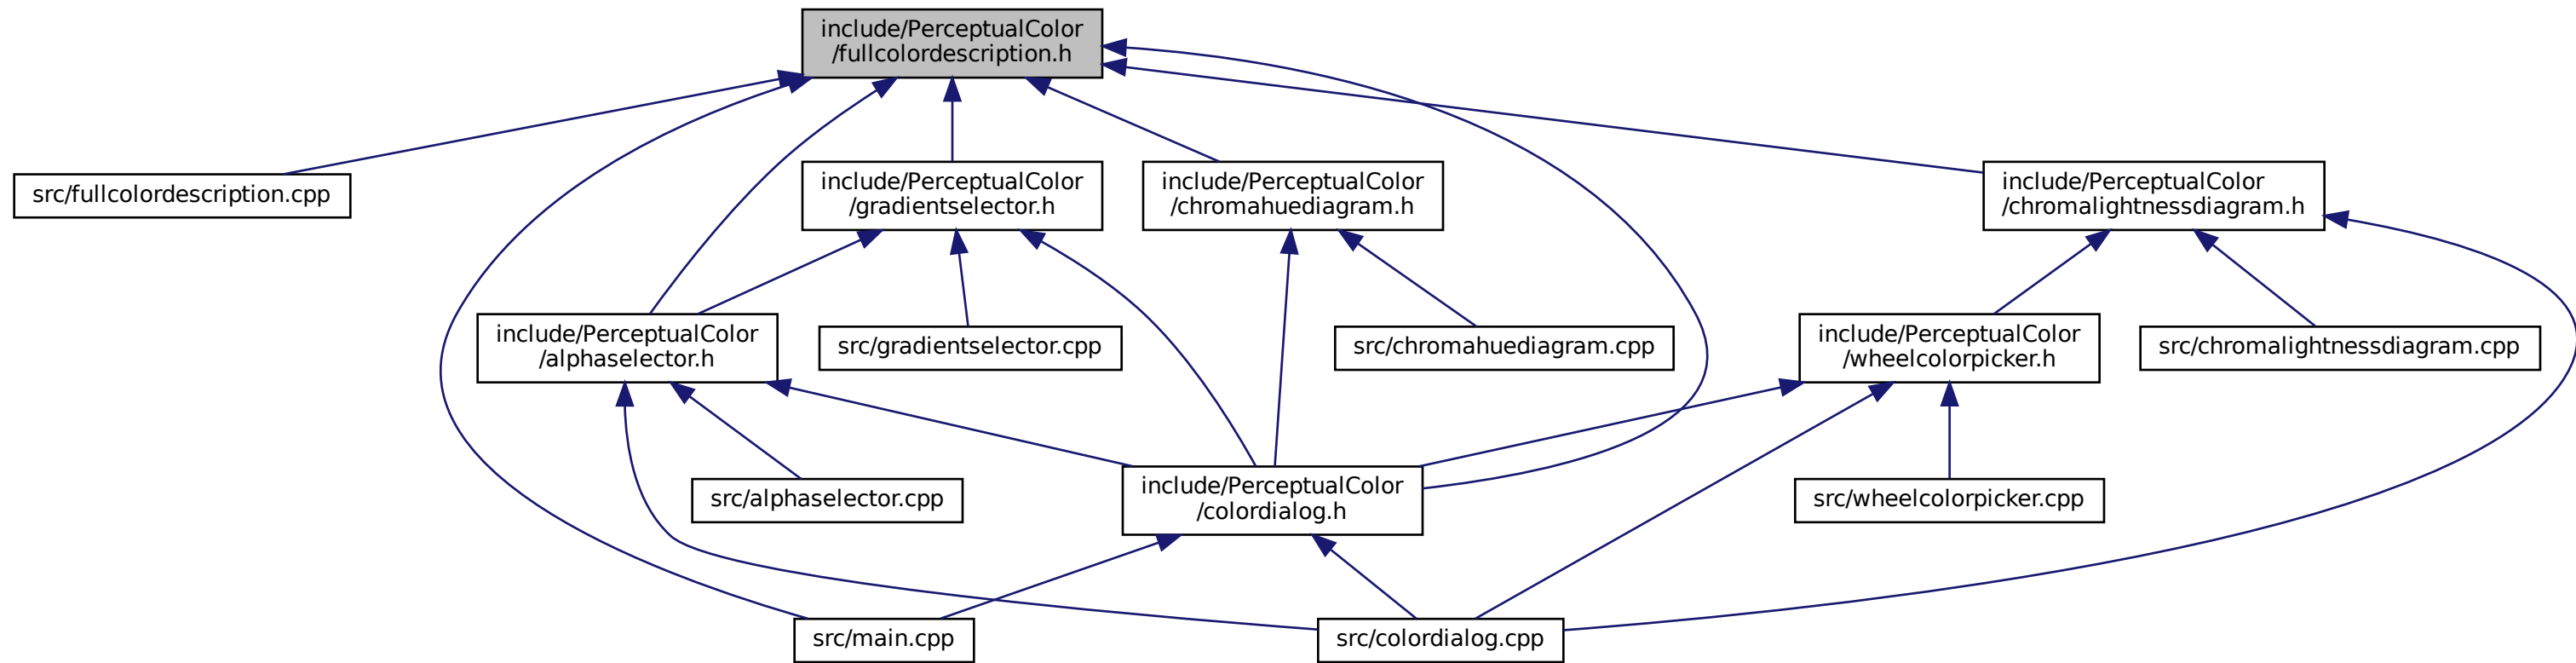 include/PerceptualColor
/fullcolordescription.h
src/fullcolordescription.cpp
include/PerceptualColor
/gradientselector.h
include/PerceptualColor
/chromahuediagram.h
include/PerceptualColor
/chromalightnessdiagram.h
include/PerceptualColor
/alphaselector.h
src/gradientselector.cpp
src/chromahuediagram.cpp
include/PerceptualColor
/wheelcolorpicker.h
src/chromalightnessdiagram.cpp
src/alphaselector.cpp
include/PerceptualColor
/colordialog.h
src/wheelcolorpicker.cpp
src/main.cpp
src/colordialog.cpp